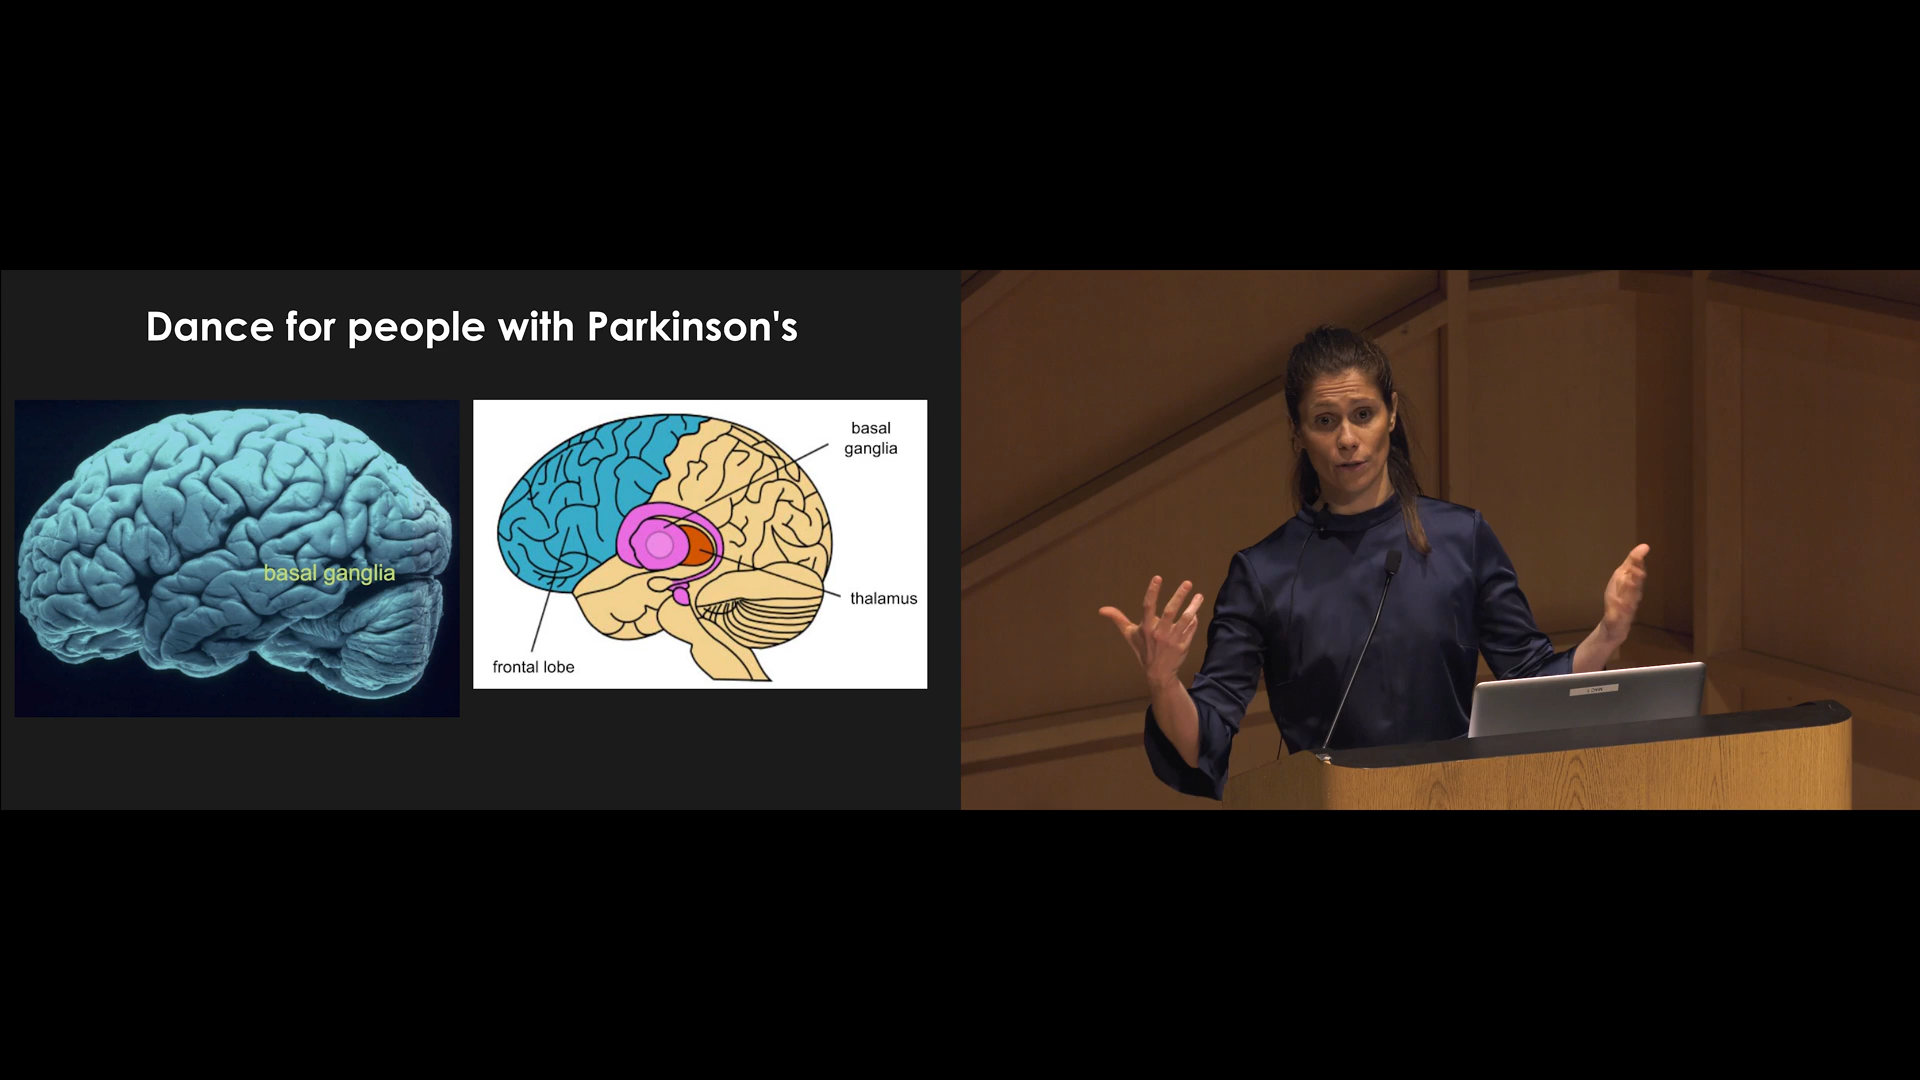 Dance for people with Parkinson's
basal ganglia
basal
ganglia
thalamus
frontal lobe